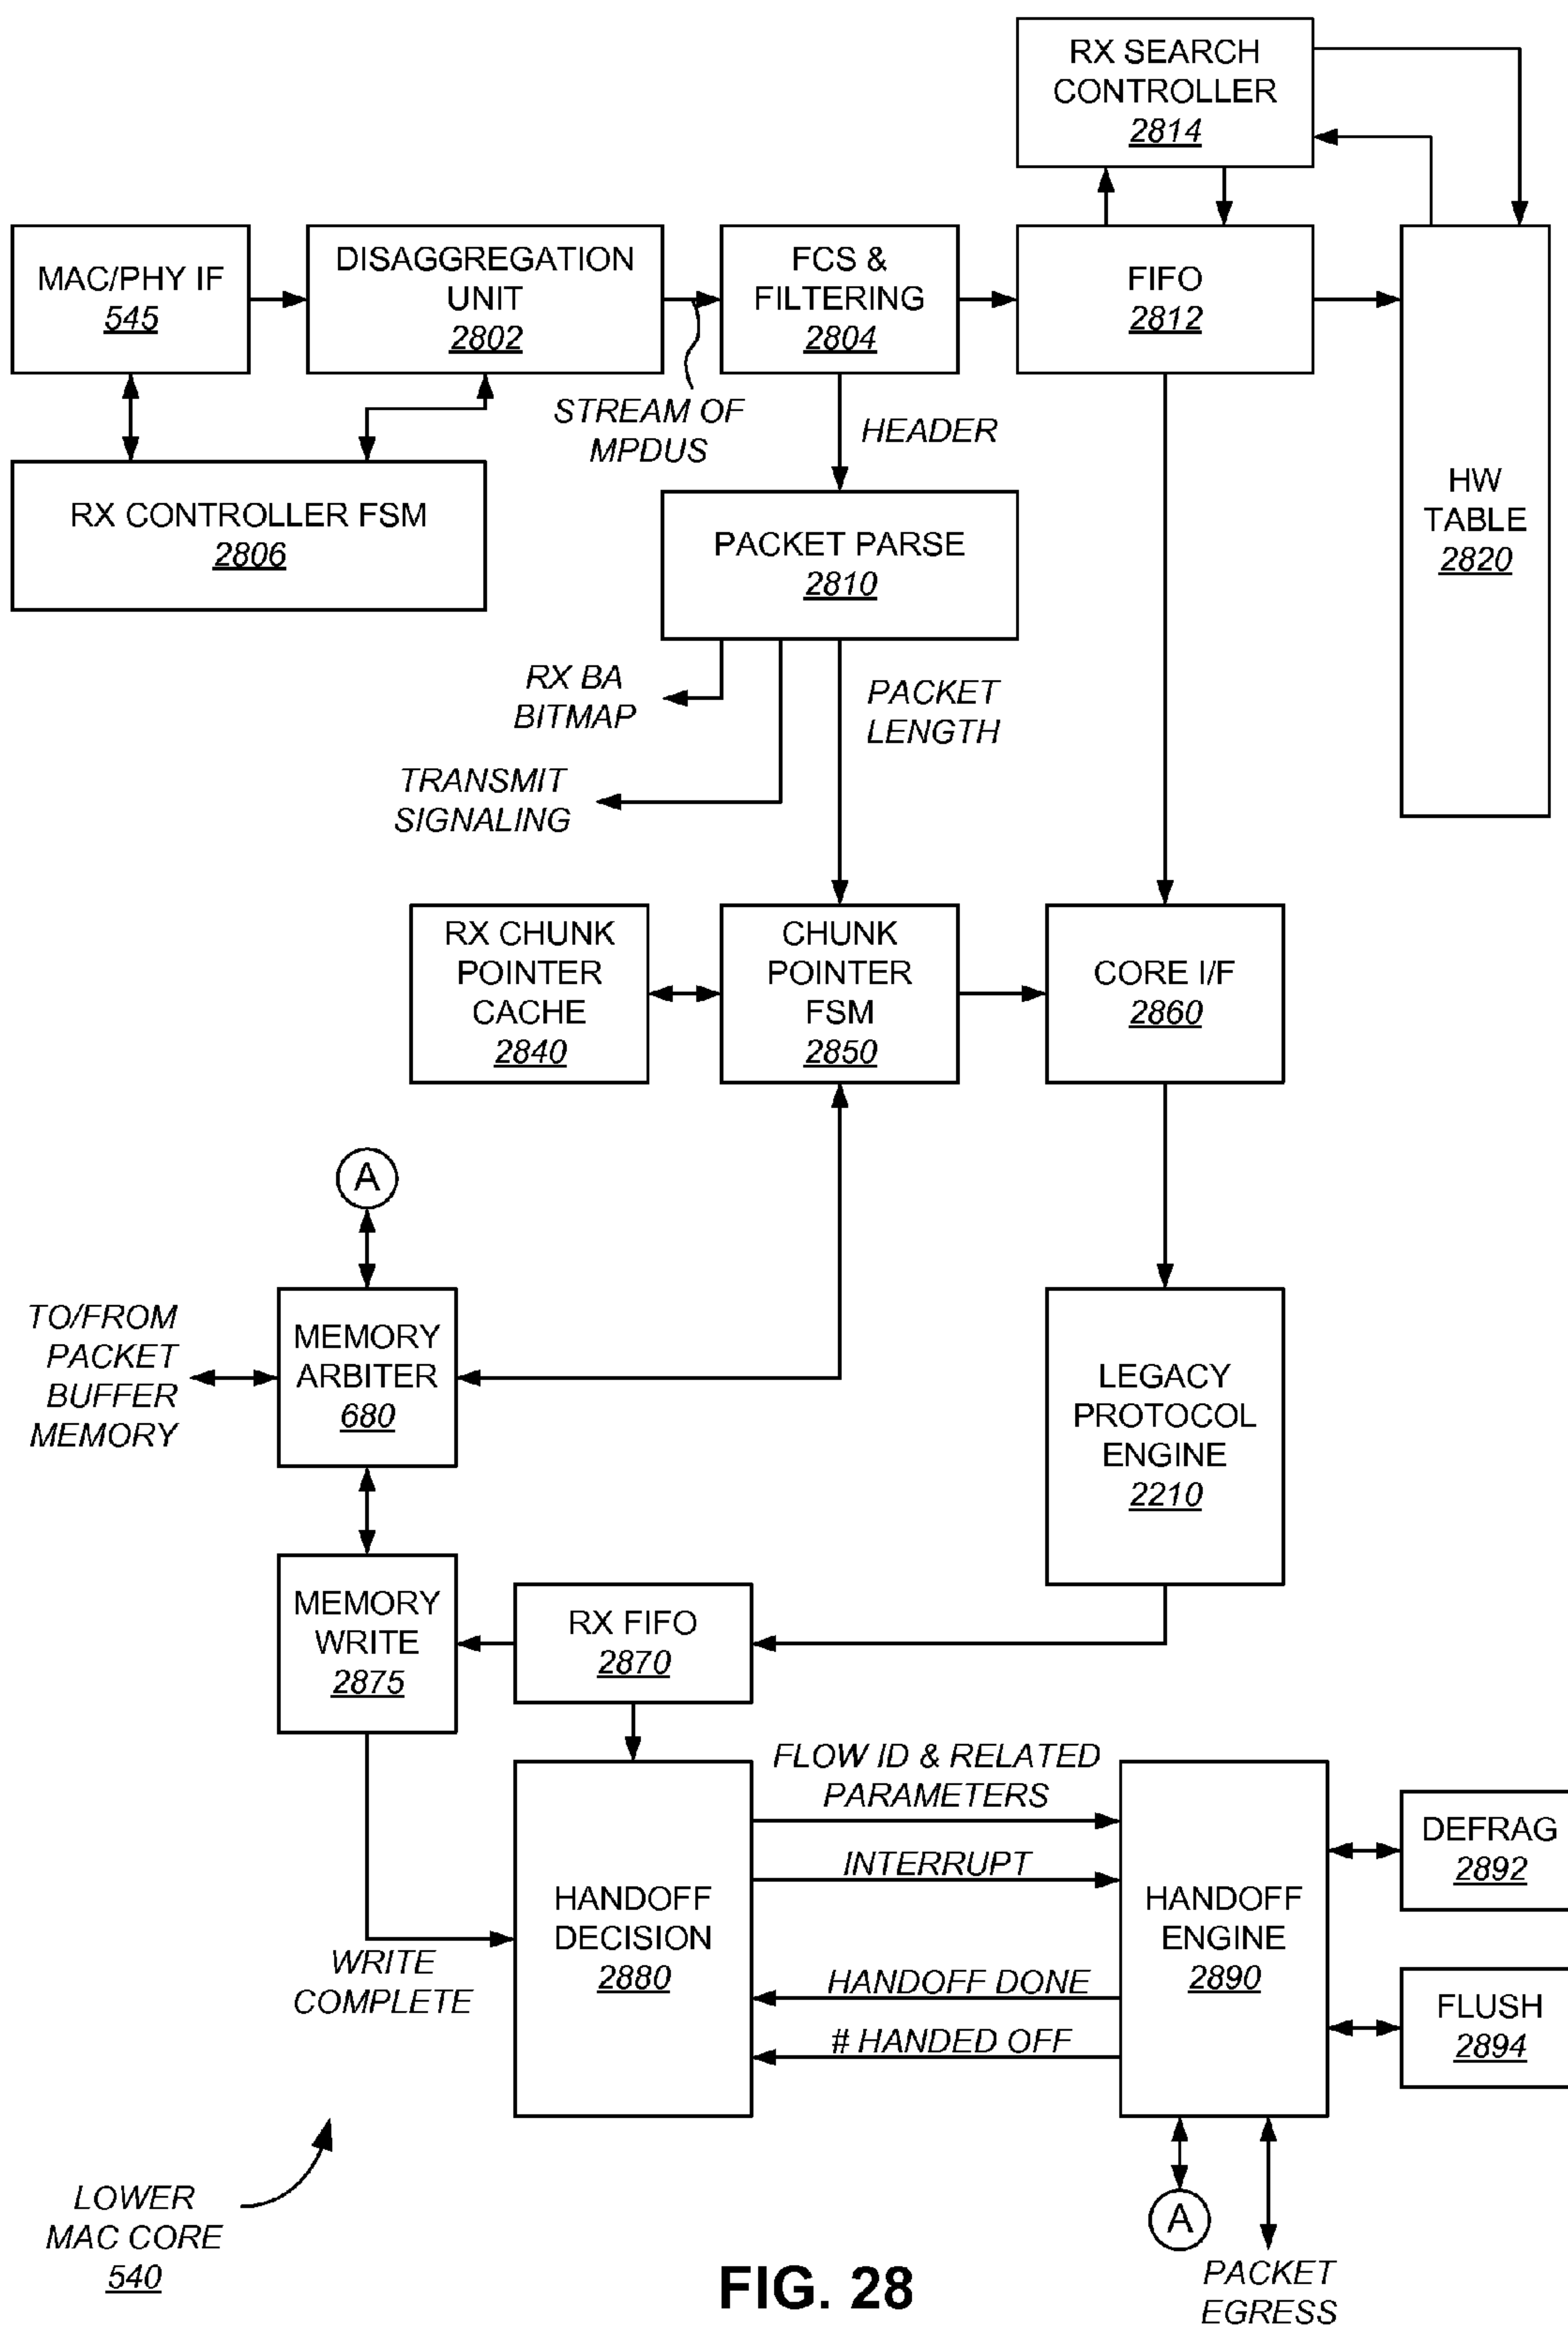 RX SEARCH
CONTROLLER
2814
MAC/PHY IF
545
DISAGGREGATION
UNIT
2802
FCS &
FILTERING
2804
FIFO
2812
STREAM OF
MPDUS
HEADER
HW
TABLE
2820
RX CONTROLLER FSM
2806
PACKET PARSE
2810
RX BA
BITMAP
PACKET
LENGTH
TRANSMIT
SIGNALING
RX CHUNK
POINTER
CACHE
2840
CHUNK
POINTER
FSM
2850
CORE I/F
2860
A
TO/FROM
PACKET
BUFFER
MEMORY
MEMORY
ARBITER
680
LEGACY
PROTOCOL
ENGINE
2210
MEMORY
WRITE
2875
RX FIFO
2870
FLOW ID & RELATED
PARAMETERS
INTERRUPT
HANDOFF
DECISION
2880
HANDOFF
ENGINE
2890
DEFRAG
2892
WRITE
COMPLETE
HANDOFF DONE
# HANDED OFF
FLUSH
2894
LOWER
MAC CORE
540
A
PACKET
EGRESS
FIG. 28